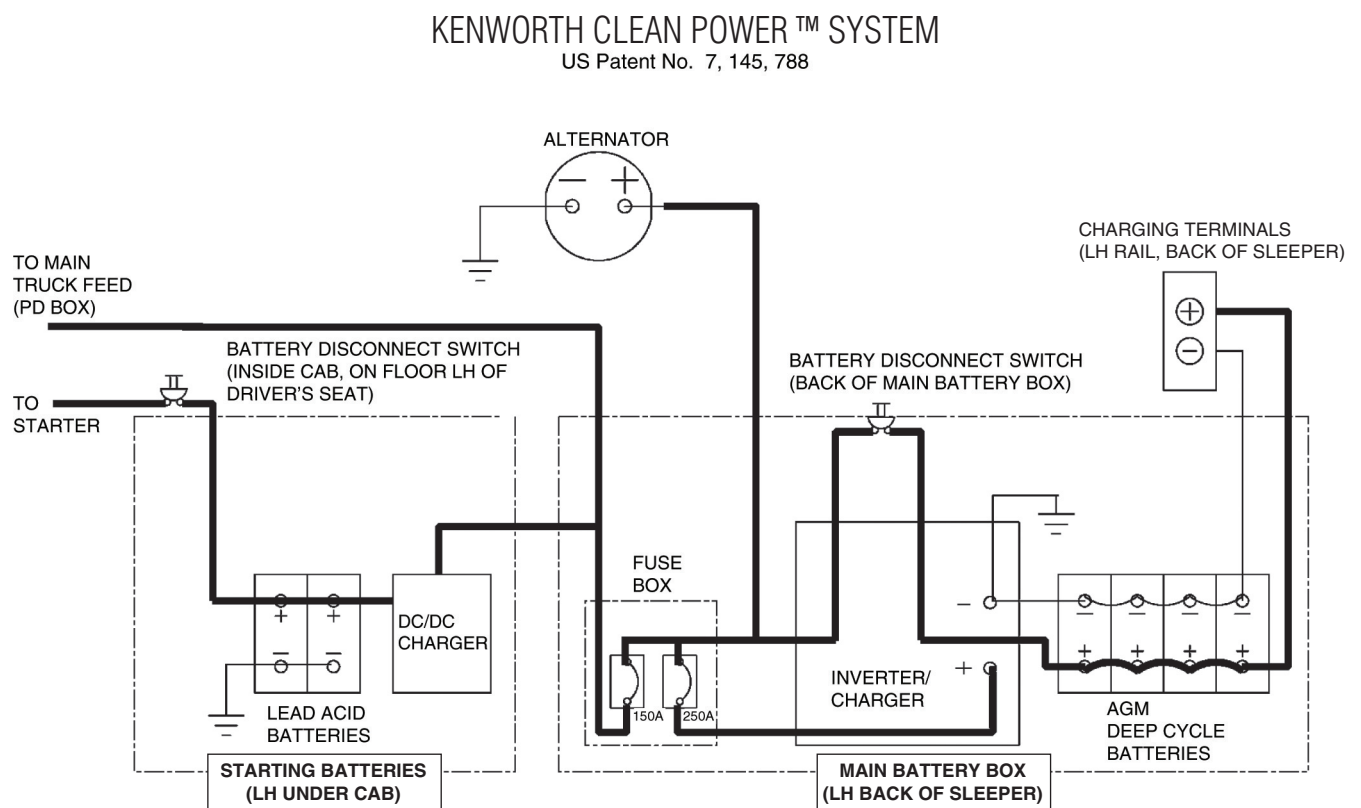 KENWORTH CLEAN POWER ™ SYSTEM
US Patent No. 7, 145, 788
ALTERNATOR
− +
CHARGING TERMINALS
(LH RAIL, BACK OF SLEEPER)
+
−
TO MAIN
TRUCK FEED
(PD BOX)
BATTERY DISCONNECT SWITCH
(INSIDE CAB, ON FLOOR LH OF
DRIVER'S SEAT)
BATTERY DISCONNECT SWITCH
(BACK OF MAIN BATTERY BOX)
TO
STARTER
FUSE
BOX
+ +
− −
DC/DC
CHARGER
LEAD ACID
BATTERIES
150A 250A
−
+
INVERTER/
CHARGER
− − − −
+ + + +
AGM
DEEP CYCLE
BATTERIES
STARTING BATTERIES
(LH UNDER CAB)
MAIN BATTERY BOX
(LH BACK OF SLEEPER)